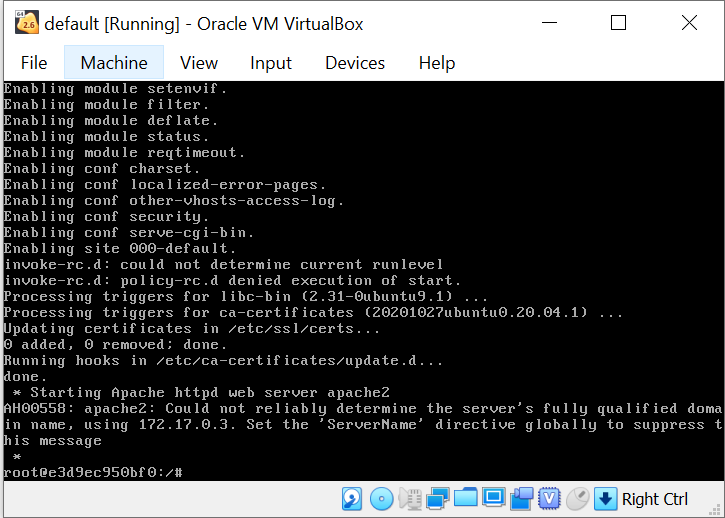 64
2.6
default [Running] - Oracle VM VirtualBox
File Machine View Input Devices Help
Enabling module setenvif.
Enabling module filter.
Enabling module deflate.
Enabling module status.
Enabling module reqtimeout.
Enabling conf charset.
Enabling conf localized-error-pages.
Enabling conf other-vhosts-access-log.
Enabling conf security.
Enabling conf serve-cgi-bin.
Enabling site 000-default.
invoke-rc.d: could not determine current runlevel
invoke-rc.d: policy-rc.d denied execution of start.
Processing triggers for libc-bin (2.31-0ubuntu9.1) ...
Processing triggers for ca-certificates (20201027ubuntu0.20.04.1) ...
Updating certificates in /etc/ssl/certs...
0 added, 0 removed; done.
Running hooks in /etc/ca-certificates/update.d...
done.
 * Starting Apache httpd web server apache2
AH00558: apache2: Could not reliably determine the server's fully qualified doma
in name, using 172.17.0.3. Set the 'ServerName' directive globally to suppress t
his message
 *
root@e3d9ec950bf0:/#
Right Ctrl